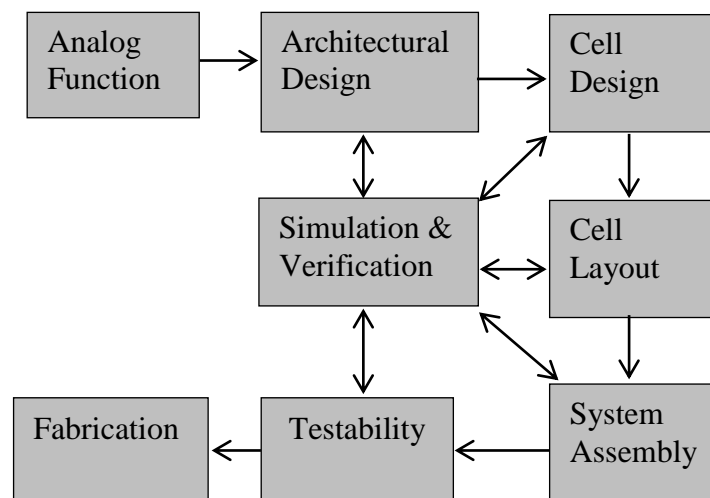 Analog
Function
Architectural
Design
Cell
Design
Simulation &
Verification
Cell
Layout
Fabrication
Testability
System
Assembly